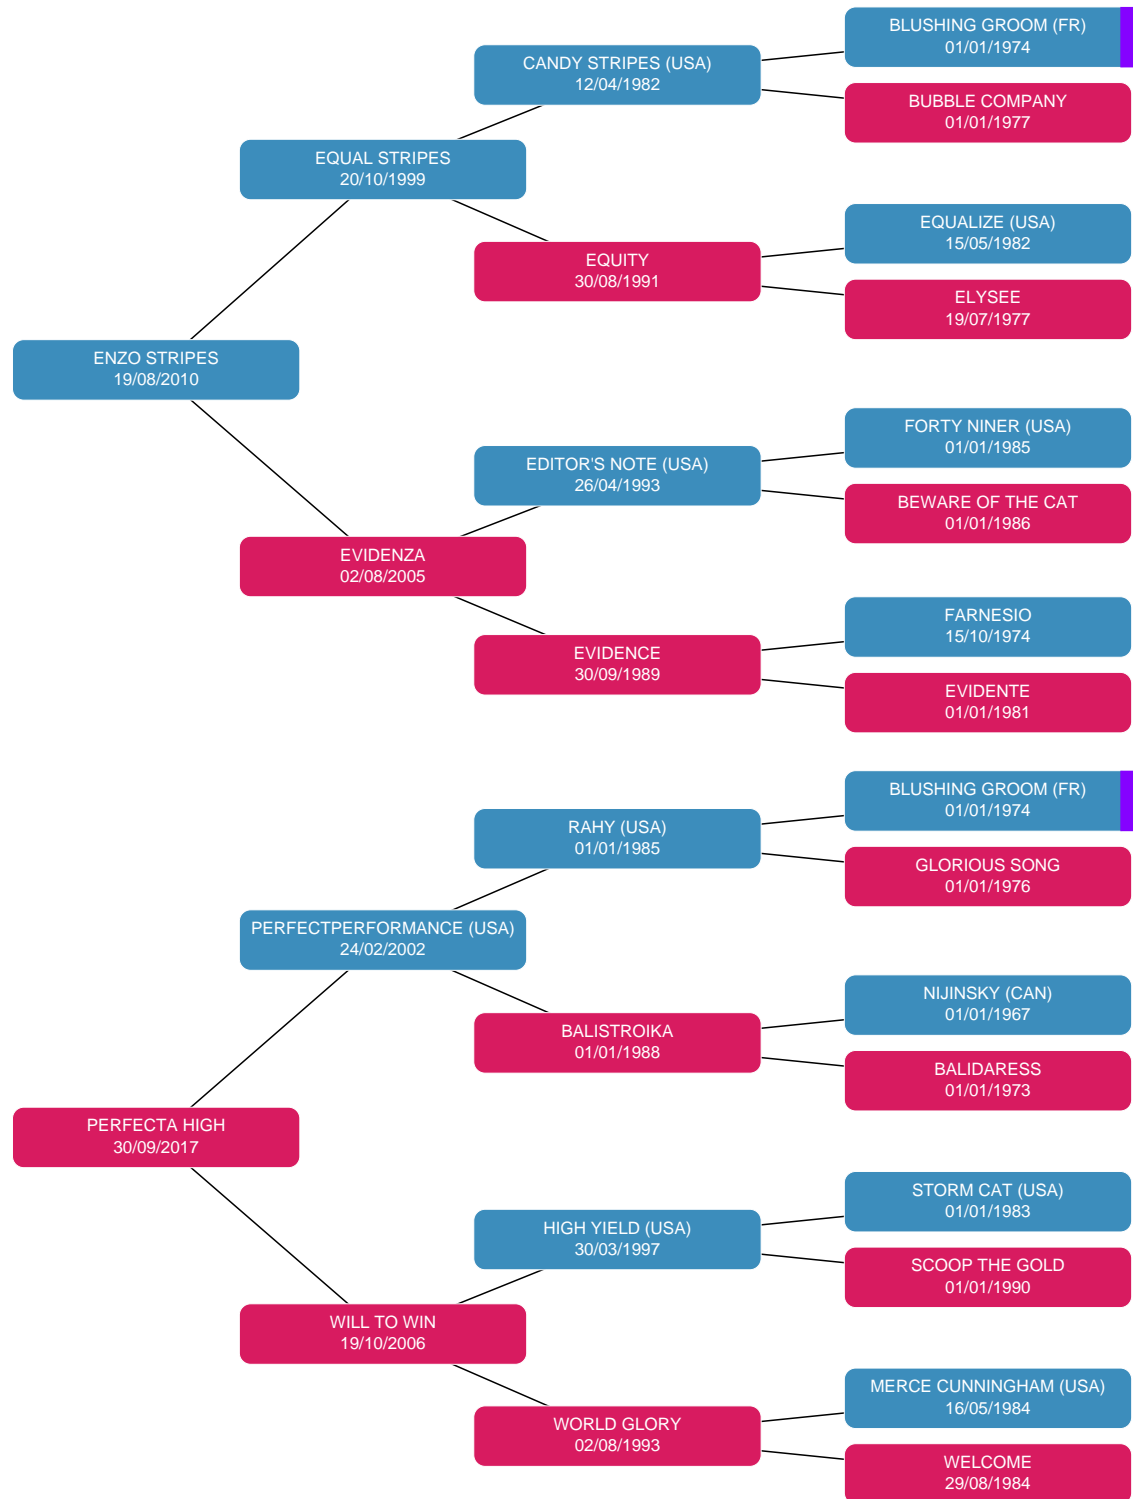 BLUSHING GROOM (FR)
01/01/1974
CANDY STRIPES (USA)
12/04/1982
BUBBLE COMPANY
01/01/1977
EQUAL STRIPES
20/10/1999
EQUALIZE (USA)
15/05/1982
EQUITY
30/08/1991
ELYSEE
19/07/1977
ENZO STRIPES
19/08/2010
FORTY NINER (USA)
01/01/1985
EDITOR'S NOTE (USA)
26/04/1993
BEWARE OF THE CAT
01/01/1986
EVIDENZA
02/08/2005
FARNESIO
15/10/1974
EVIDENCE
30/09/1989
EVIDENTE
01/01/1981
BLUSHING GROOM (FR)
01/01/1974
RAHY (USA)
01/01/1985
GLORIOUS SONG
01/01/1976
PERFECTPERFORMANCE (USA)
24/02/2002
NIJINSKY (CAN)
01/01/1967
BALISTROIKA
01/01/1988
BALIDARESS
01/01/1973
PERFECTA HIGH
30/09/2017
STORM CAT (USA)
01/01/1983
HIGH YIELD (USA)
30/03/1997
SCOOP THE GOLD
01/01/1990
WILL TO WIN
19/10/2006
MERCE CUNNINGHAM (USA)
16/05/1984
WORLD GLORY
02/08/1993
WELCOME
29/08/1984